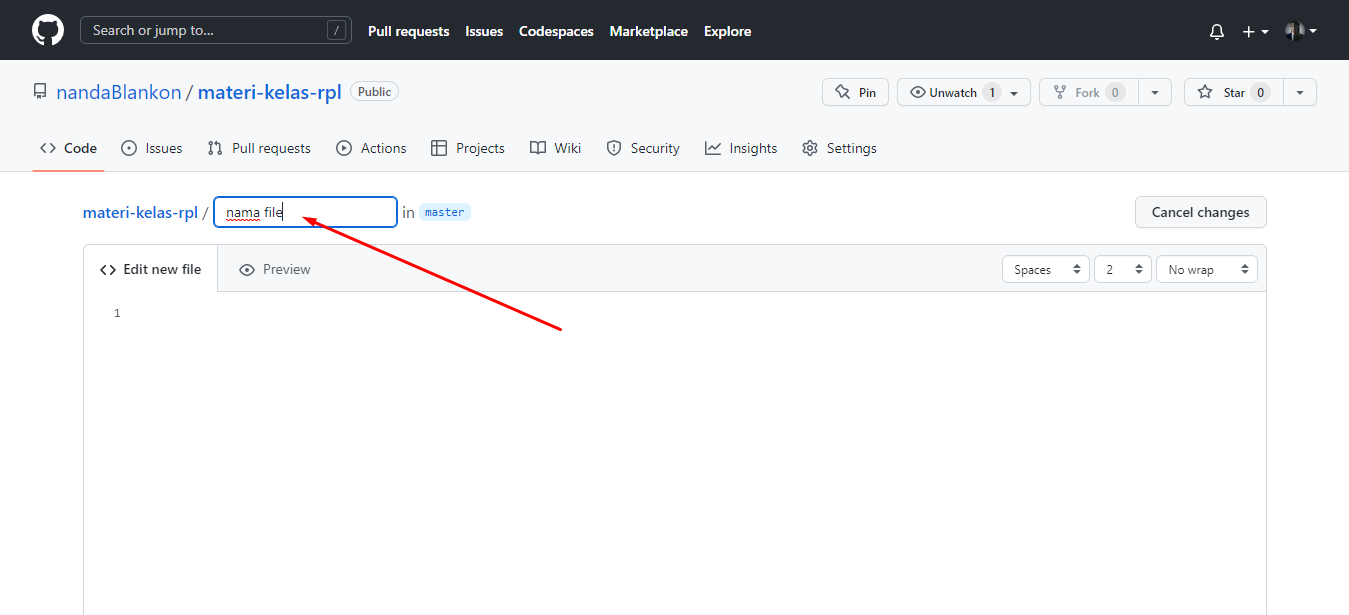 Search or jump to... / Pull requests Issues Codespaces Marketplace Explore
nandaBlankon / materi-kelas-rpl Public Pin Unwatch 1 Fork 0 Star 0
Code Issues Pull requests Actions Projects Wiki Security Insights Settings
materi-kelas-rpl / nama file in master Cancel changes
Edit new file Preview Spaces 2 No wrap
1